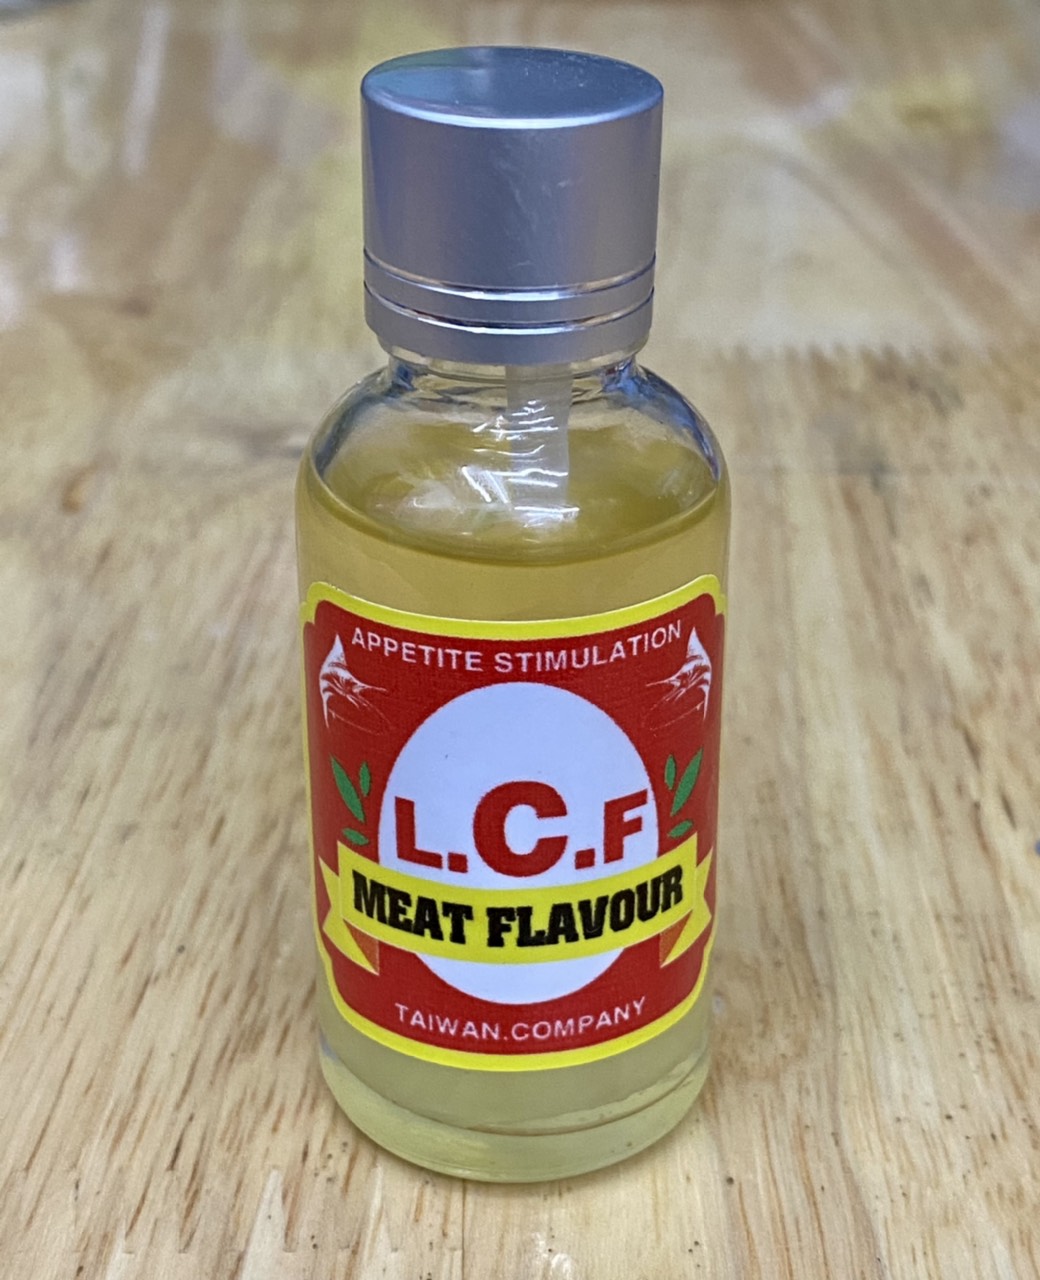 APPETITE STIMULATION
L.C.F
MEAT FLAVOUR
TAIWAN.COMPANY